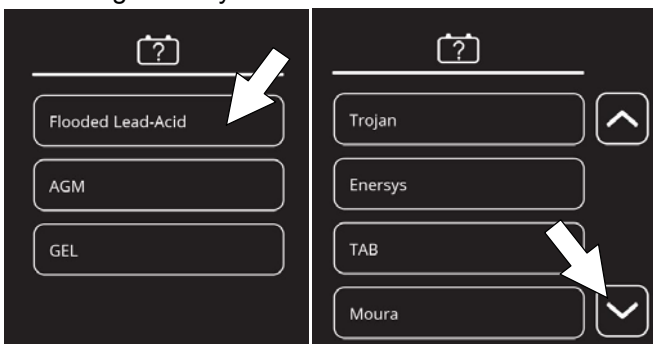 ?
Flooded Lead-Acid
AGM
GEL
?
Trojan
Enersys
TAB
Moura